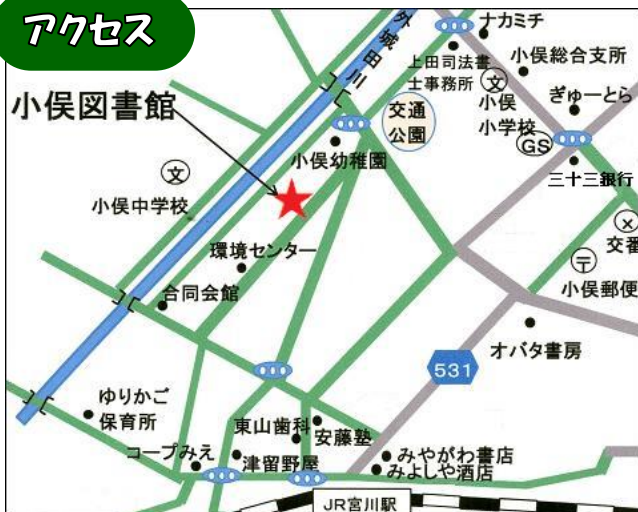 アクセス
外城田川
ナカミチ
上田司法書
士事務所
小俣総合支所
小俣図書館
文
小俣
小学校
ぎゅーとら
交通
公園
GS
小俣幼稚園
三十三銀行
文
小俣中学校
×
交番
環境センター
〒
小俣郵便
合同会館
オバタ書房
531
ゆりかご
保育所
東山歯科
安藤塾
コープみえ
津留野屋
みやがわ書店
みよしや酒店
JR宮川駅